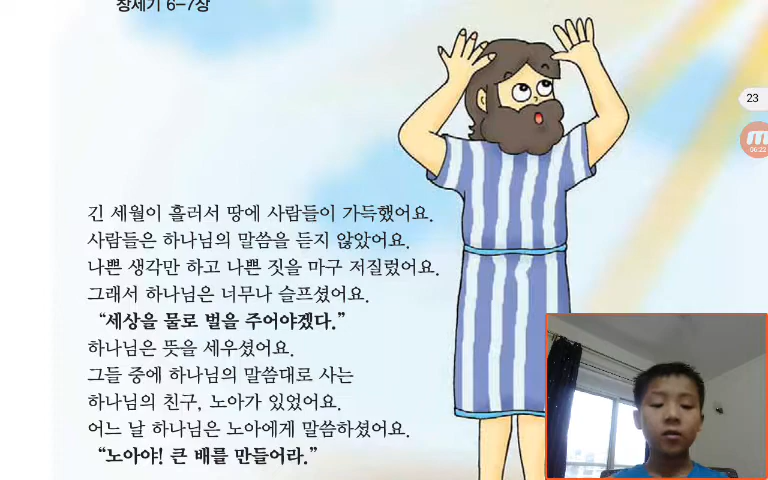 창세기 6-7장
23
긴 세월이 흘러서 땅에 사람들이 가득했어요.
사람들은 하나님의 말씀을 듣지 않았어요.
나쁜 생각만 하고 나쁜 짓을 마구 저질렀어요.
그래서 하나님은 너무나 슬프셨어요.
“세상을 물로 벌을 주어야겠다.”
하나님은 뜻을 세우셨어요.
그들 중에 하나님의 말씀대로 사는
하나님의 친구, 노아가 있었어요.
어느 날 하나님은 노아에게 말씀하셨어요.
“노아야! 큰 배를 만들어라.”
06:22